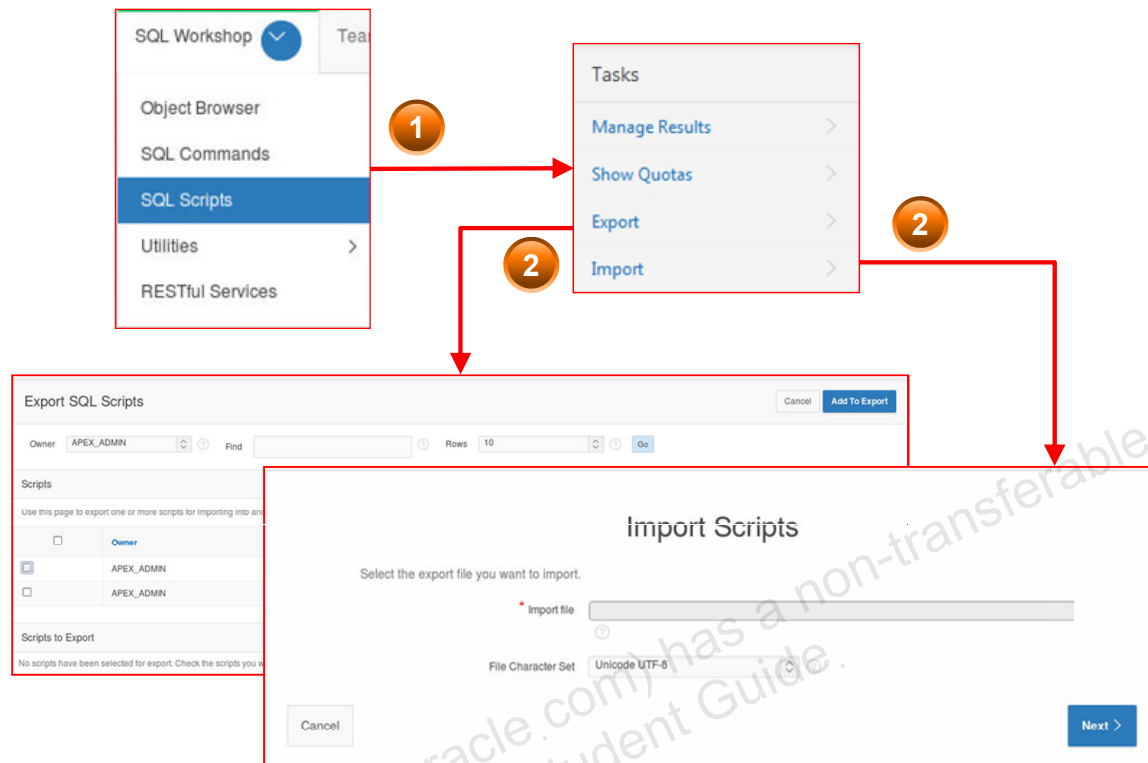 SQL Workshop
Tea
Object Browser
SQL Commands
SQL Scripts
Utilities
RESTful Services
1
Tasks
Manage Results
Show Quotas
Export
Import
2
2
Export SQL Scripts
Cancel
Add To Export
Owner APEX_ADMIN Find Rows 10 Go
Scripts
Use this page to export one or more scripts for importing into
Owner
APEX_ADMIN
APEX_ADMIN
Scripts to Export
No scripts have been selected for export. Check the scripts you
Import Scripts
Select the export file you want to import.
* Import file
File Character Set Unicode UTF-8
Cancel
Next >
racle.com) has a non-transferable
tudent Guide.